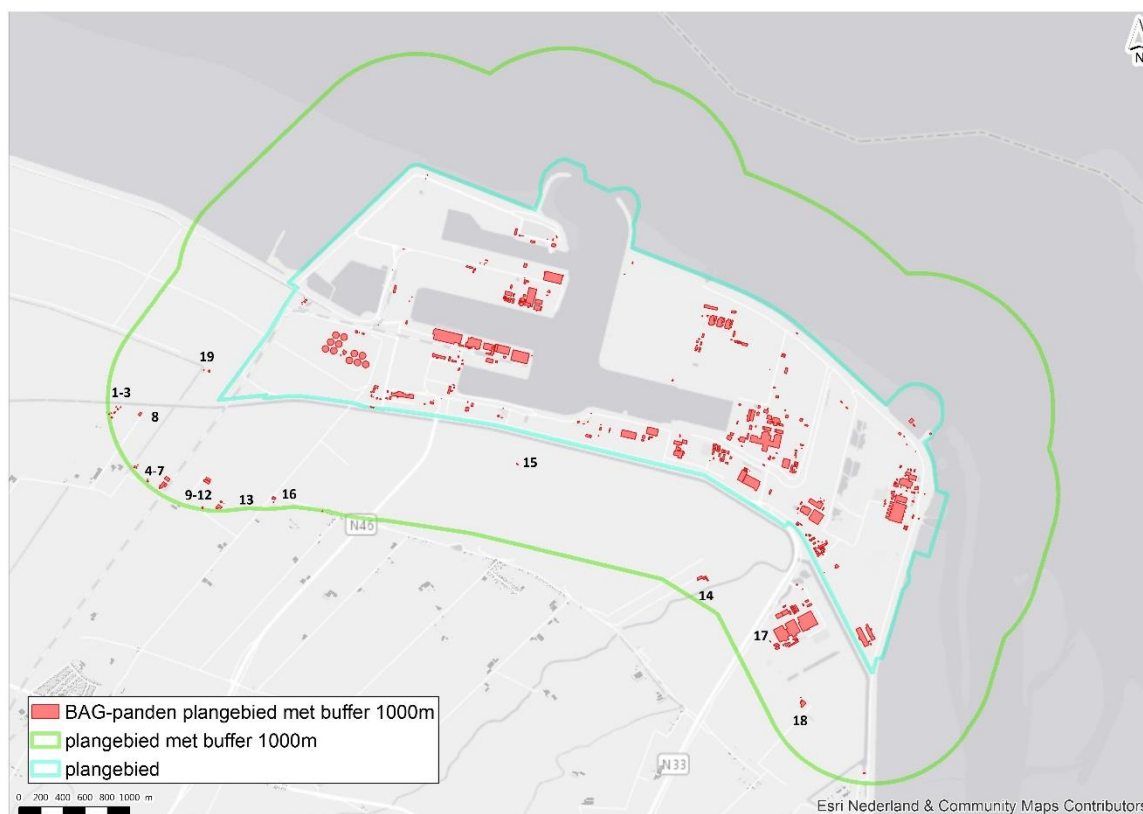 N
19
1-3
8
4-7
15
9-12
13
16
N46
14
17
18
BAG-panden plangebied met buffer 1000m
plangebied met buffer 1000m
plangebied
N33
0 200 400 600 800 1000 m
Esri Nederland & Community Maps Contributors